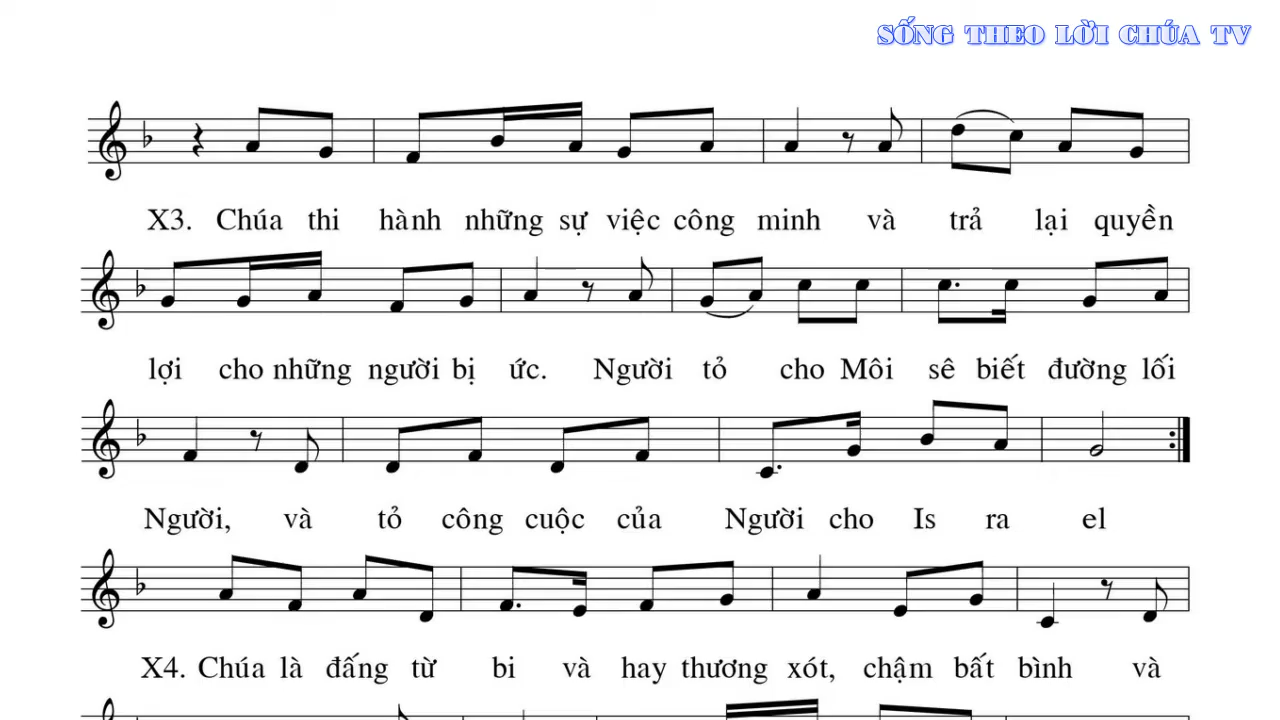 SỐNG THEO LỜI CHÚA TV
X3. Chúa thi hành những sự việc công minh và trả lại quyền
lợi cho những người bị ức. Người tỏ cho Môi sê biết đường lối
Người, và tỏ công cuộc của Người cho Is ra el
X4. Chúa là đấng từ bi và hay thương xót, chậm bất bình và